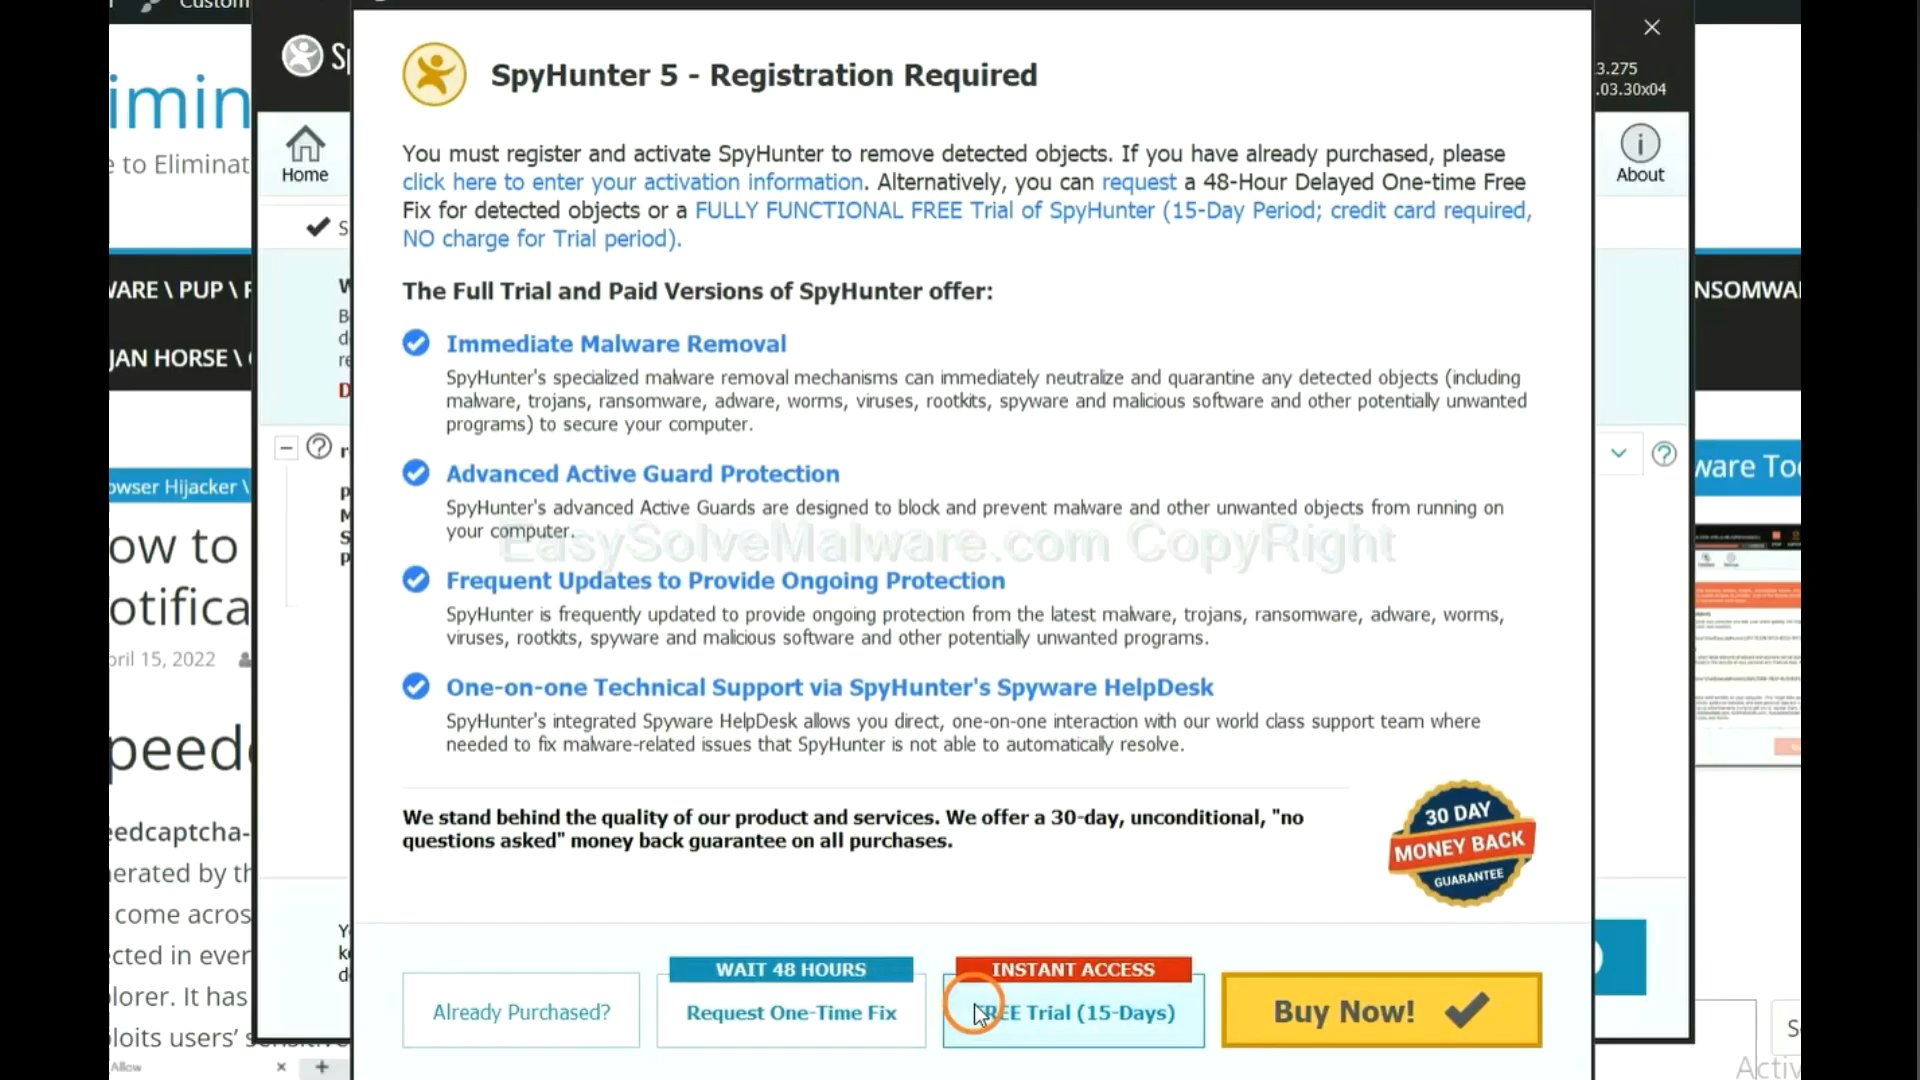 Custom
Sp
SpyHunter 5 - Registration Required
3.275
.03.30x04
imin
e to Eliminat
Home
About
You must register and activate SpyHunter to remove detected objects. If you have already purchased, please
click here to enter your activation information. Alternatively, you can request a 48-Hour Delayed One-time Free
Fix for detected objects or a FULLY FUNCTIONAL FREE Trial of SpyHunter (15-Day Period; credit card required,
NO charge for Trial period).
S
WARE \ PUP \ F
NSOMWA
JAN HORSE \
The Full Trial and Paid Versions of SpyHunter offer:
Immediate Malware Removal
SpyHunter's specialized malware removal mechanisms can immediately neutralize and quarantine any detected objects (including
malware, trojans, ransomware, adware, worms, viruses, rootkits, spyware and malicious software and other potentially unwanted
programs) to secure your computer.
Advanced Active Guard Protection
SpyHunter's advanced Active Guards are designed to block and prevent malware and other unwanted objects from running on
your computer.
EasySolveMalware.com CopyRight
Frequent Updates to Provide Ongoing Protection
SpyHunter is frequently updated to provide ongoing protection from the latest malware, trojans, ransomware, adware, worms,
viruses, rootkits, spyware and malicious software and other potentially unwanted programs.
One-on-one Technical Support via SpyHunter's Spyware HelpDesk
SpyHunter's integrated Spyware HelpDesk allows you direct, one-on-one interaction with our world class support team where
needed to fix malware-related issues that SpyHunter is not able to automatically resolve.
We stand behind the quality of our product and services. We offer a 30-day, unconditional, "no
questions asked" money back guarantee on all purchases.
30 DAY
MONEY BACK
GUARANTEE
owser Hijacker \
ware Too
ow to
otifica
pril 15, 2022
peedc
eedcaptcha-
nerated by th
come acros
cted in ever
plorer. It has
ploits users' sensitive
Allow
WAIT 48 HOURS
INSTANT ACCESS
Already Purchased?
Request One-Time Fix
FREE Trial (15-Days)
Buy Now!
S
Activ